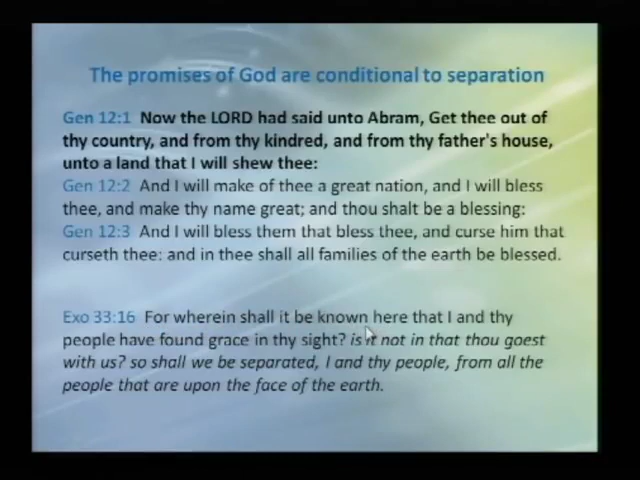 The promises of God are conditional to separation
Gen 12:1 Now the LORD had said unto Abram, Get thee out of
thy country, and from thy kindred, and from thy father's house,
unto a land that I will shew thee:
Gen 12:2 And I will make of thee a great nation, and I will bless
thee, and make thy name great; and thou shalt be a blessing:
Gen 12:3 And I will bless them that bless thee, and curse him that
curseth thee: and in thee shall all families of the earth be blessed.
Exo 33:16 For wherein shall it be known here that I and thy
people have found grace in thy sight? is it not in that thou goest
with us? so shall we be separated, I and thy people, from all the
people that are upon the face of the earth.